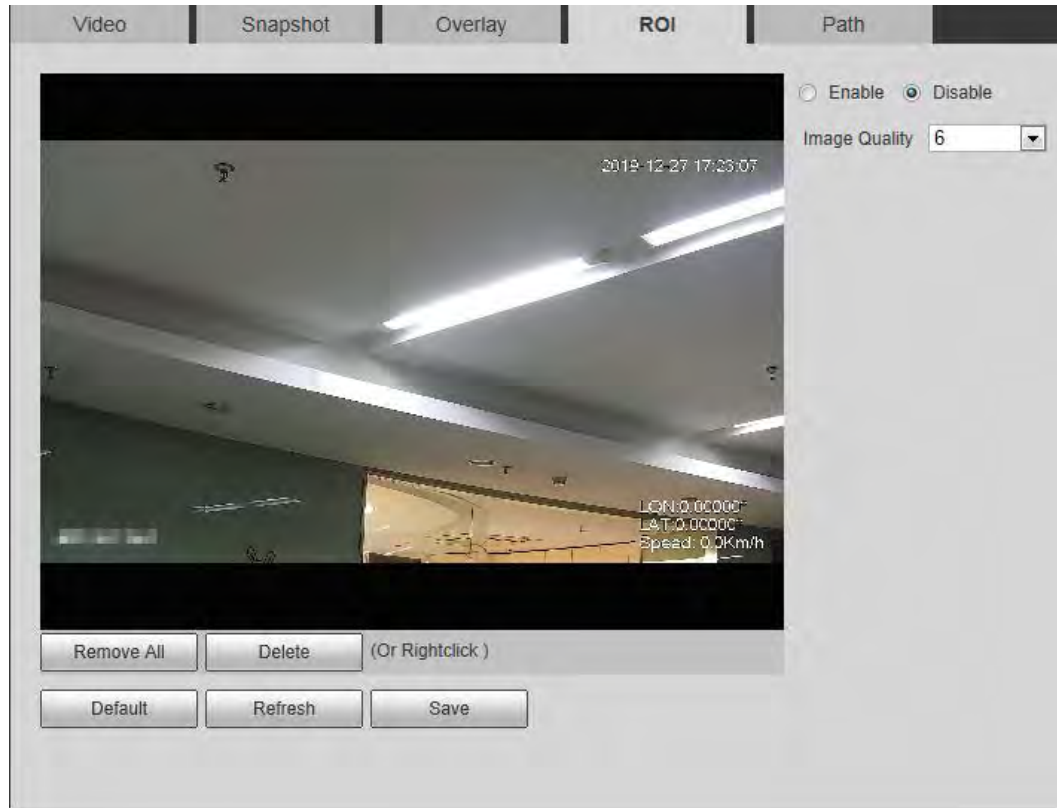 Video Snapshot Overlay ROI Path
Enable Disable
Image Quality 6
2019-12-27 17:23:07
LON:0.00000°
LAT:0.00000°
Speed: 0.0Km/h
Remove All Delete (Or Rightclick )
Default Refresh Save